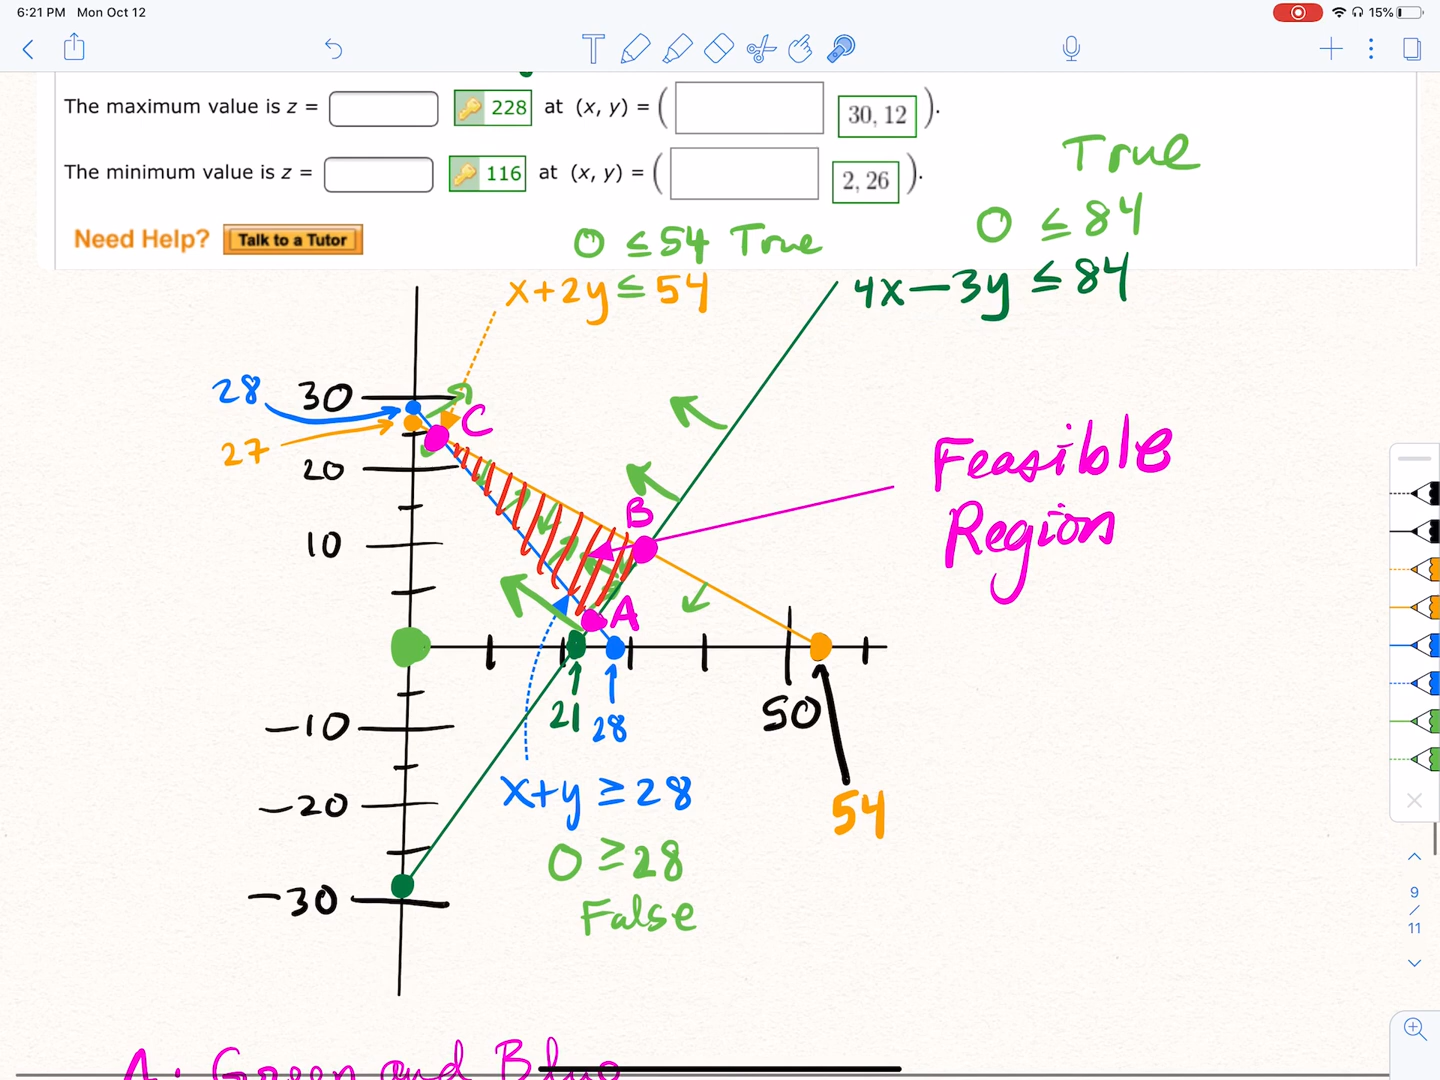 6:21 PM Mon Oct 12
15%
The maximum value is z = 228 at (x, y) = ( 30, 12 ).
The minimum value is z = 116 at (x, y) = ( 2, 26 ).
Need Help? Talk to a Tutor
True
0 ≤ 54 True
0 ≤ 84
x+2y ≤ 54
4x-3y ≤ 84
28
30
C
27
20
Feasible
Region
B
10
A
21
28
50
-10
x+y ≥ 28
54
-20
0 ≥ 28
-30
False
9
/
11
A: Green and Blue